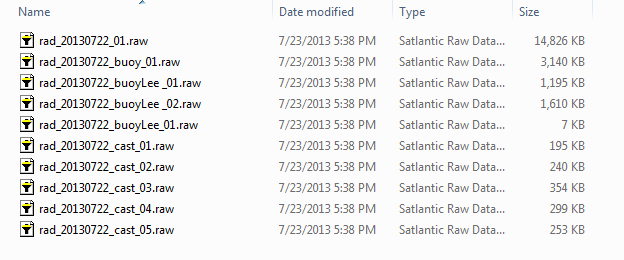 Name Date modified Type Size
rad_20130722_01.raw 7/23/2013 5:38 PM Satlantic Raw Data... 14,826 KB
rad_20130722_buoy_01.raw 7/23/2013 5:38 PM Satlantic Raw Data... 3,140 KB
rad_20130722_buoyLee _01.raw 7/23/2013 5:38 PM Satlantic Raw Data... 1,195 KB
rad_20130722_buoyLee _02.raw 7/23/2013 5:38 PM Satlantic Raw Data... 1,610 KB
rad_20130722_buoyLee_01.raw 7/23/2013 5:38 PM Satlantic Raw Data... 7 KB
rad_20130722_cast_01.raw 7/23/2013 5:38 PM Satlantic Raw Data... 195 KB
rad_20130722_cast_02.raw 7/23/2013 5:38 PM Satlantic Raw Data... 240 KB
rad_20130722_cast_03.raw 7/23/2013 5:38 PM Satlantic Raw Data... 354 KB
rad_20130722_cast_04.raw 7/23/2013 5:38 PM Satlantic Raw Data... 299 KB
rad_20130722_cast_05.raw 7/23/2013 5:38 PM Satlantic Raw Data... 253 KB